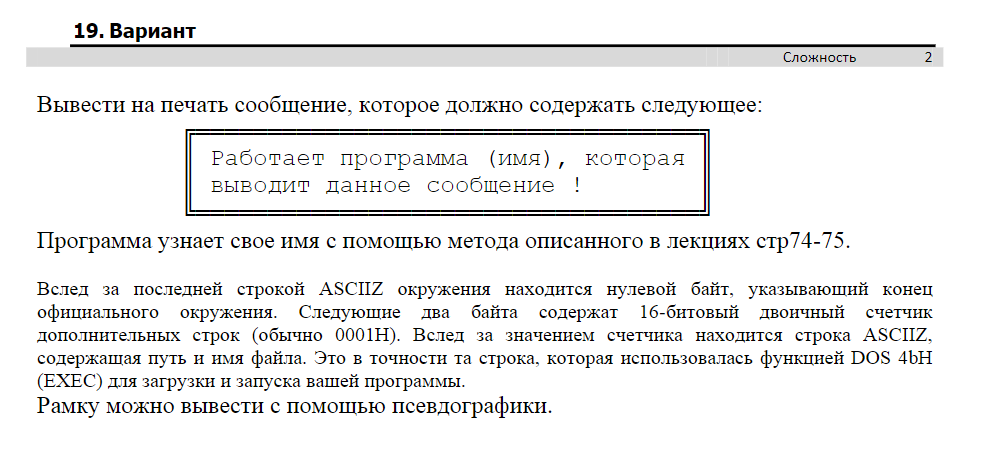 19. Вариант
Сложность 2
Вывести на печать сообщение, которое должно содержать следующее:
Работает программа (имя), которая
выводит данное сообщение !
Программа узнает свое имя с помощью метода описанного в лекциях стр74-75.
Вслед за последней строкой ASCIIZ окружения находится нулевой байт, указывающий конец
официального окружения. Следующие два байта содержат 16-битовый двоичный счетчик
дополнительных строк (обычно 0001H). Вслед за значением счетчика находится строка ASCIIZ,
содержащая путь и имя файла. Это в точности та строка, которая использовалась функцией DOS 4bH
(EXEC) для загрузки и запуска вашей программы.
Рамку можно вывести с помощью псевдографики.